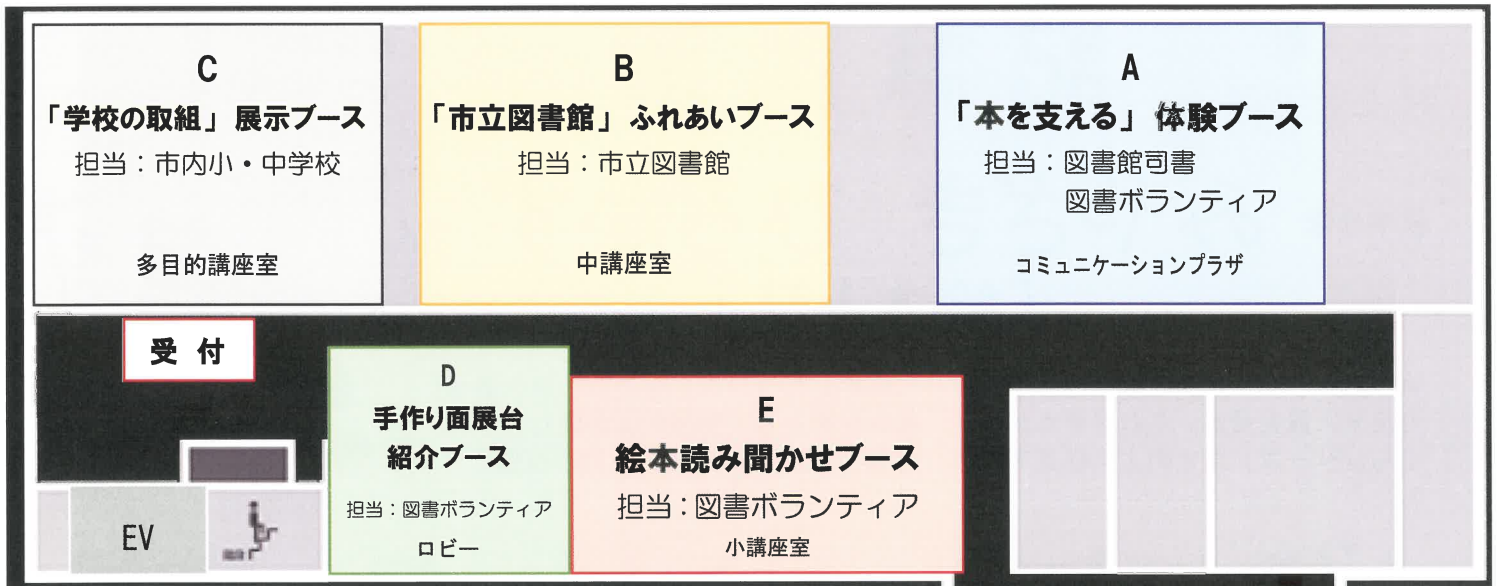 C
「学校の取組」展示ブース
担当：市内小・中学校
多目的講座室
B
「市立図書館」ふれあいブース
担当：市立図書館
中講座室
A
「本を支える」体験ブース
担当：図書館司書
図書ボランティア
コミュニケーションプラザ
受付
D
手作り面展台
紹介ブース
担当：図書ボランティア
ロビー
E
絵本読み聞かせブース
担当：図書ボランティア
小講座室
EV